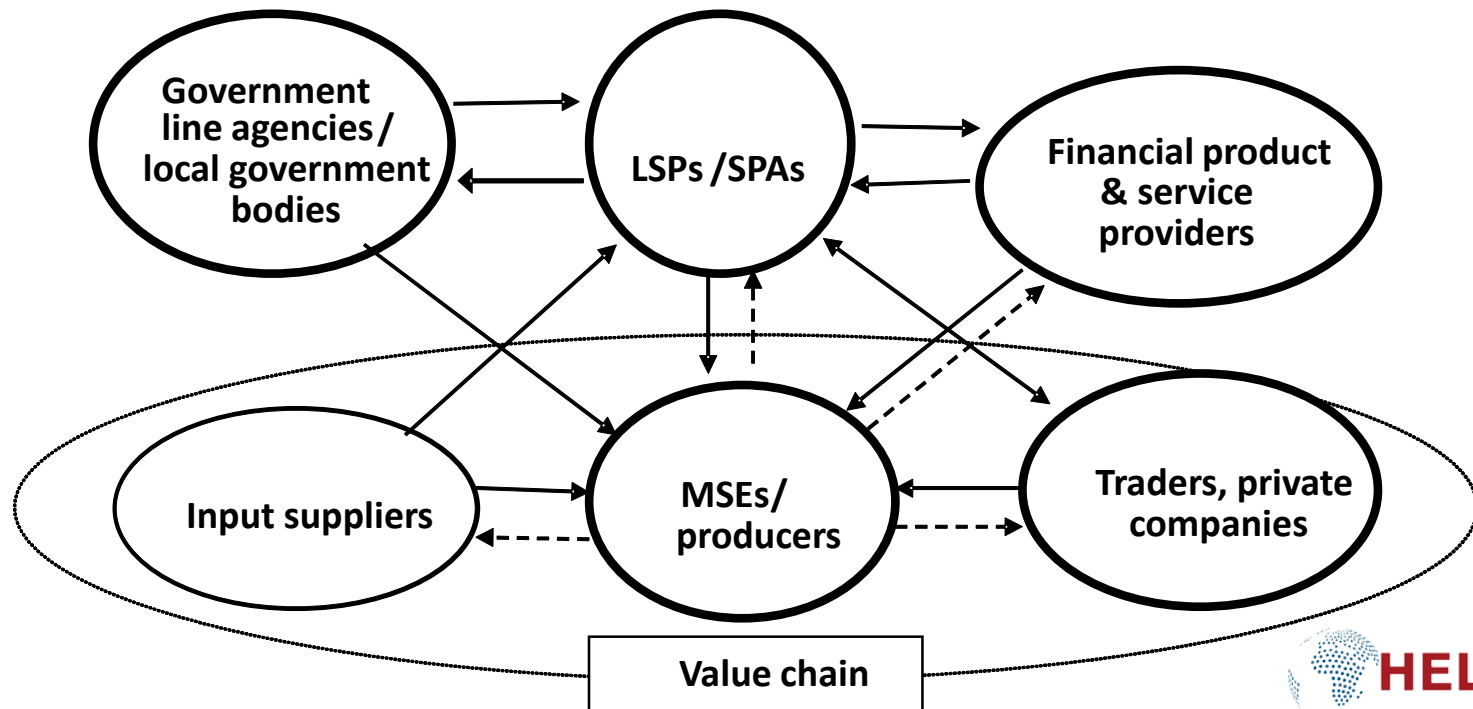 Government
line agencies/
local government
bodies
LSPs /SPAs
Financial product
& service
providers
Input suppliers
MSEs/
producers
Traders, private
companies
Value chain
HEL